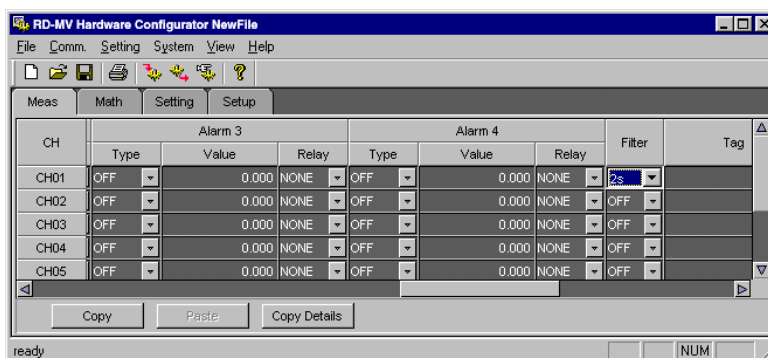 RD-MV Hardware Configurator NewFile
File Comm. Setting System View Help
Meas Math Setting Setup
CH Alarm 3 Alarm 4 Filter Tag
Type Value Relay Type Value Relay
CH01 OFF 0.000 NONE OFF 0.000 NONE 2s
CH02 OFF 0.000 NONE OFF 0.000 NONE OFF
CH03 OFF 0.000 NONE OFF 0.000 NONE OFF
CH04 OFF 0.000 NONE OFF 0.000 NONE OFF
CH05 OFF 0.000 NONE OFF 0.000 NONE OFF
Copy Paste Copy Details
ready NUM